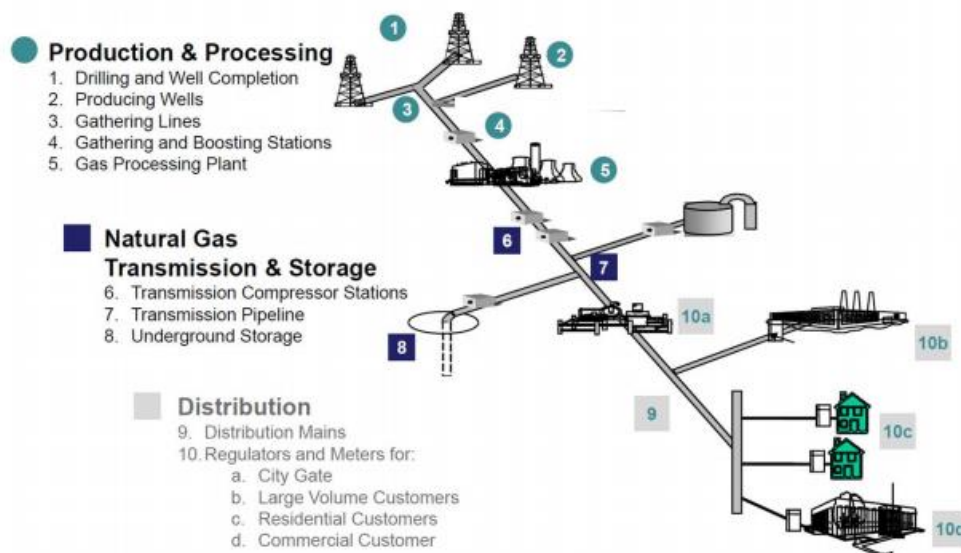 Production & Processing
1. Drilling and Well Completion
2. Producing Wells
3. Gathering Lines
4. Gathering and Boosting Stations
5. Gas Processing Plant
Natural Gas
Transmission & Storage
6. Transmission Compressor Stations
7. Transmission Pipeline
8. Underground Storage
Distribution
9. Distribution Mains
10. Regulators and Meters for:
a. City Gate
b. Large Volume Customers
c. Residential Customers
d. Commercial Customer
1
2
3
4
5
6
7
8
10a
10b
9
10c
10d